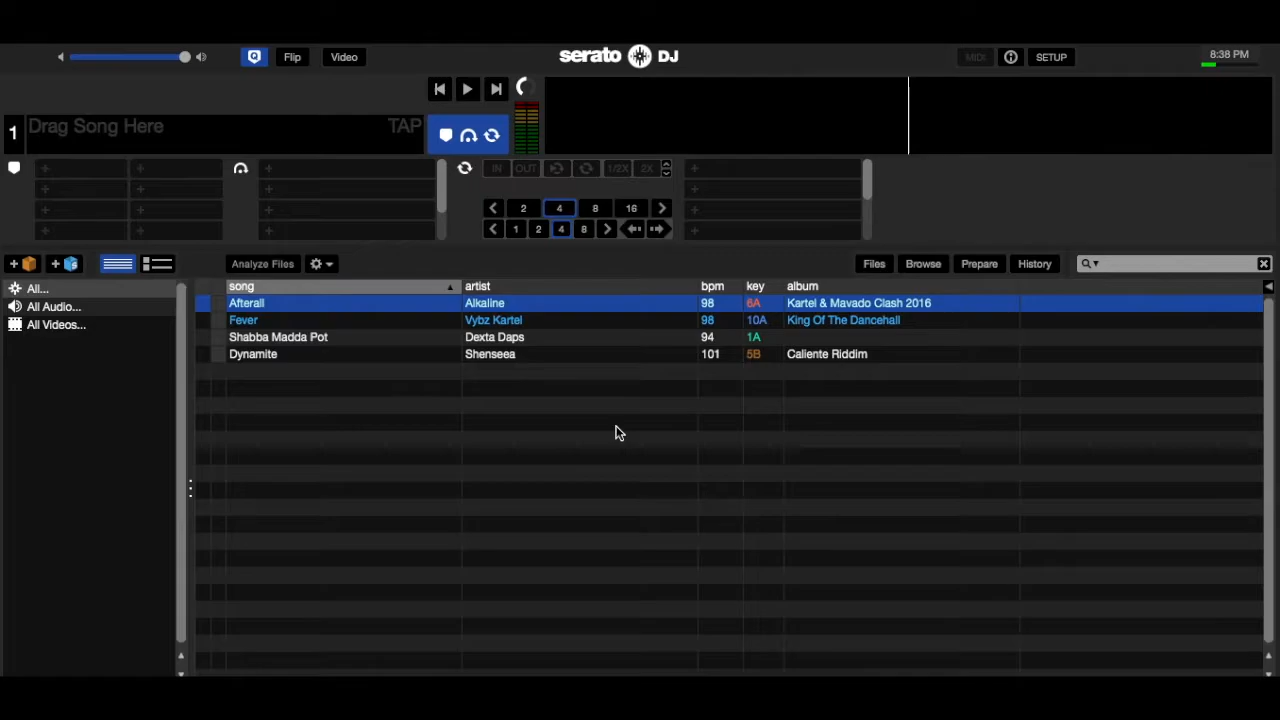 Q Flip Video serato DJ MIDI SETUP 8:38 PM
1 Drag Song Here TAP
IN OUT 1/2X 2X
2 4 8 16
1 2 4 8
Analyze Files Files Browse Prepare History
All...
All Audio...
All Videos...
song artist bpm key album
Afterall Alkaline 98 6A Kartel & Mavado Clash 2016
Fever Vybz Kartel 98 10A King Of The Dancehall
Shabba Madda Pot Dexta Daps 94 1A
Dynamite Shenseea 101 5B Caliente Riddim